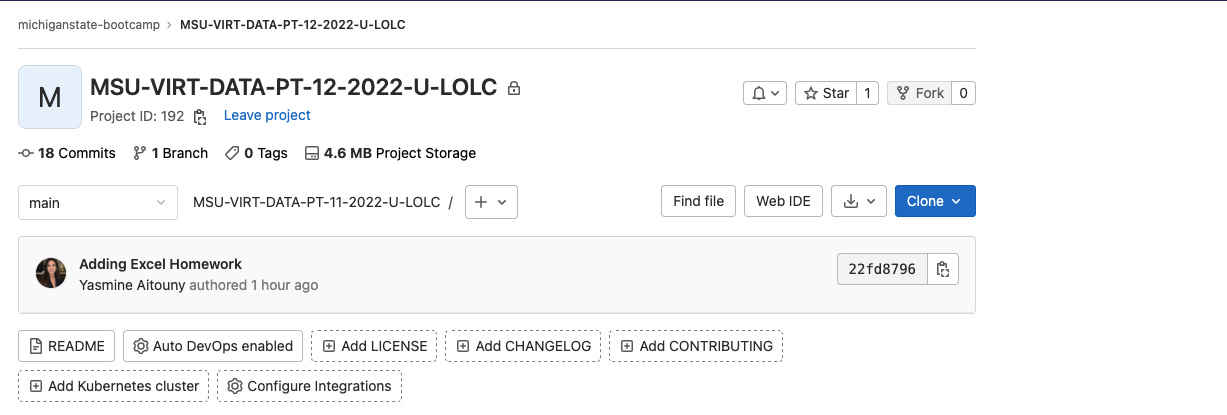 michiganstate-bootcamp › MSU-VIRT-DATA-PT-12-2022-U-LOLC
M
MSU-VIRT-DATA-PT-12-2022-U-LOLC
Project ID: 192 Leave project
Star 1 Fork 0
18 Commits 1 Branch 0 Tags 4.6 MB Project Storage
main MSU-VIRT-DATA-PT-11-2022-U-LOLC / + Find file Web IDE Clone
Adding Excel Homework
Yasmine Aitouny authored 1 hour ago
22fd8796
README Auto DevOps enabled Add LICENSE Add CHANGELOG Add CONTRIBUTING
Add Kubernetes cluster Configure Integrations